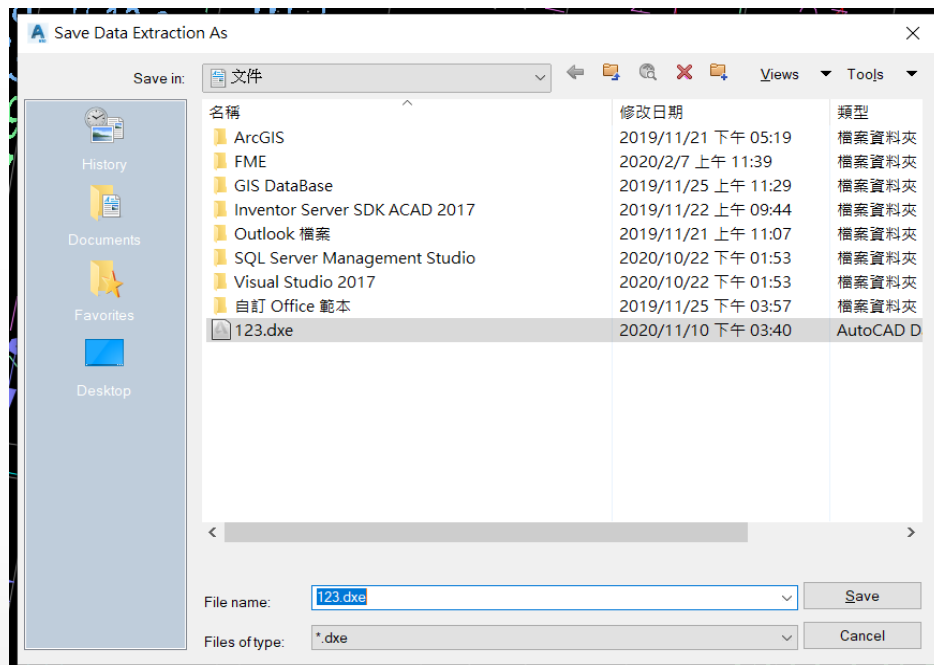 Save Data Extraction As
Save in: 文件 Views Tools
名稱 修改日期 類型
ArcGIS 2019/11/21 下午 05:19 檔案資料夾
FME 2020/2/7 上午 11:39 檔案資料夾
GIS DataBase 2019/11/25 上午 11:29 檔案資料夾
Inventor Server SDK ACAD 2017 2019/11/22 上午 09:44 檔案資料夾
Outlook 檔案 2019/11/21 上午 11:07 檔案資料夾
SQL Server Management Studio 2020/10/22 下午 01:53 檔案資料夾
Visual Studio 2017 2020/10/22 下午 01:53 檔案資料夾
自訂 Office 範本 2019/11/25 下午 03:57 檔案資料夾
123.dxe 2020/11/10 下午 03:40 AutoCAD D
History
Documents
Favorites
Desktop
File name: 123.dxe Save
Files of type: *.dxe Cancel